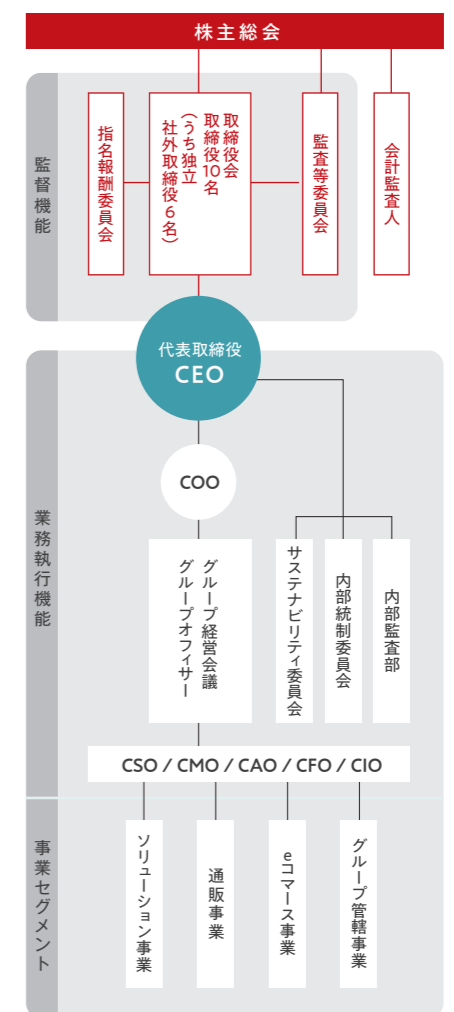 株主総会
監督機能
指名報酬委員会
取締役会
取締役10名
(うち独立
社外取締役6名)
監査等委員会
会計監査人
代表取締役
CEO
業務執行機能
COO
グループ経営会議
グループオフィサー
サステナビリティ委員会
内部統制委員会
内部監査部
CSO / CMO / CAO / CFO / CIO
事業セグメント
ソリューション事業
通販事業
eコマース事業
グループ管轄事業